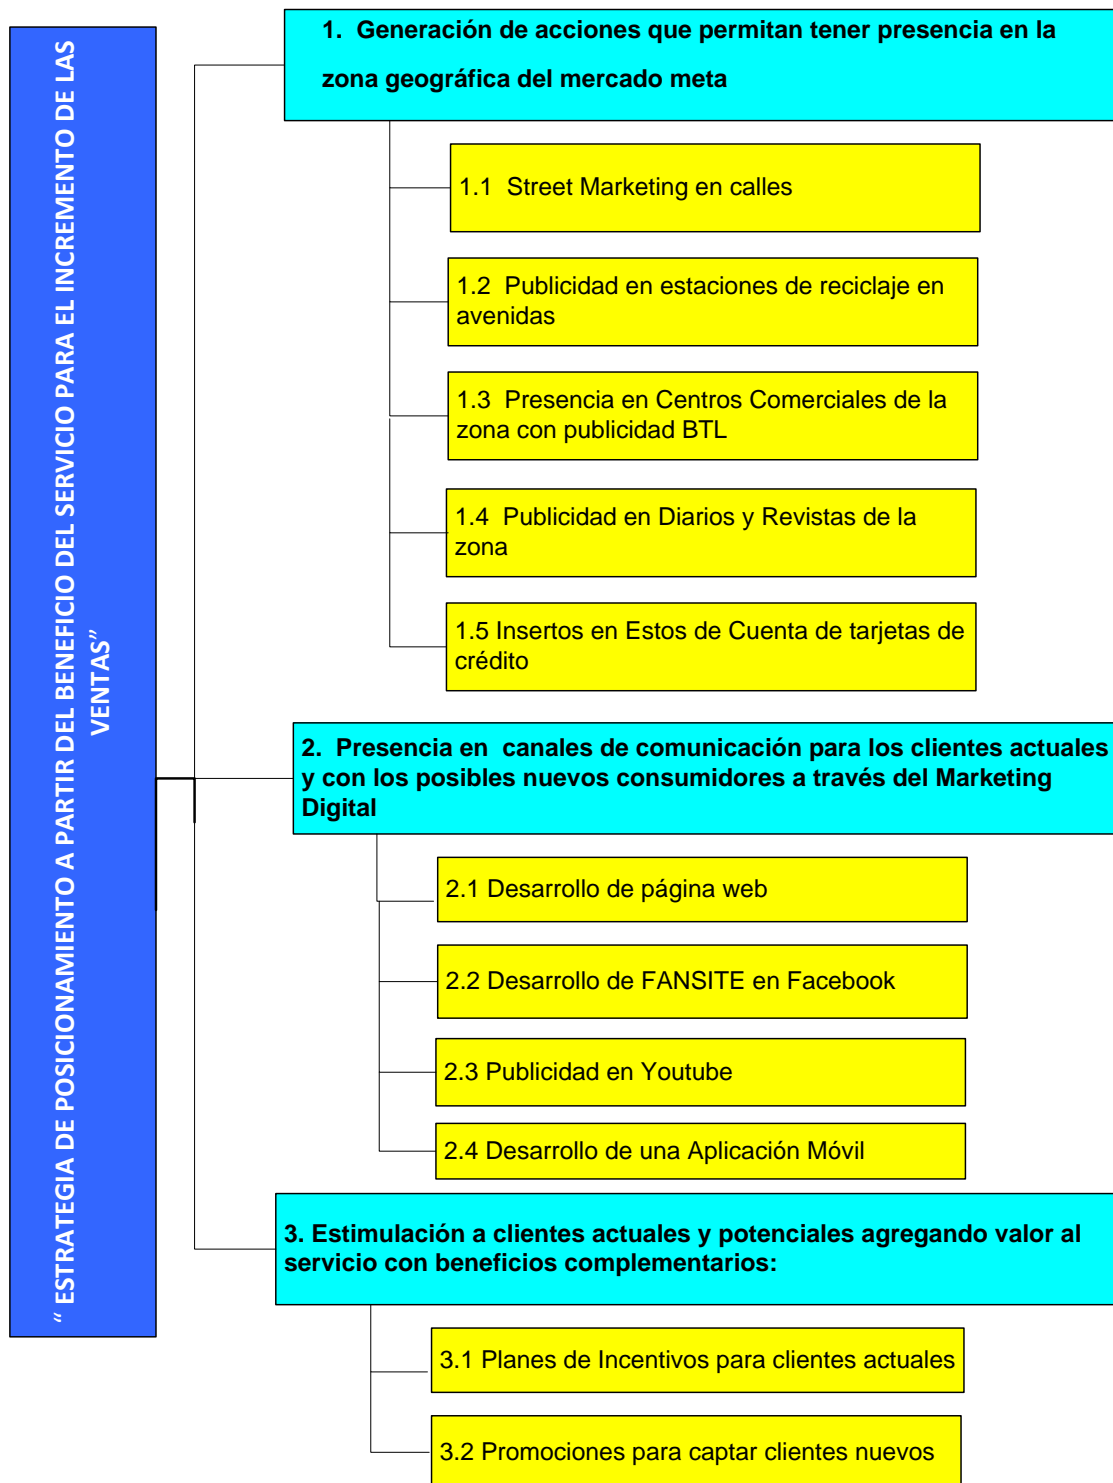 “ ESTRATEGIA DE POSICIONAMIENTO A PARTIR DEL BENEFICIO DEL SERVICIO PARA EL INCREMENTO DE LAS
VENTAS”
1. Generación de acciones que permitan tener presencia en la
zona geográfica del mercado meta
1.1 Street Marketing en calles
1.2 Publicidad en estaciones de reciclaje en
avenidas
1.3 Presencia en Centros Comerciales de la
zona con publicidad BTL
1.4 Publicidad en Diarios y Revistas de la
zona
1.5 Insertos en Estos de Cuenta de tarjetas de
crédito
2. Presencia en canales de comunicación para los clientes actuales
y con los posibles nuevos consumidores a través del Marketing
Digital
2.1 Desarrollo de página web
2.2 Desarrollo de FANSITE en Facebook
2.3 Publicidad en Youtube
2.4 Desarrollo de una Aplicación Móvil
3. Estimulación a clientes actuales y potenciales agregando valor al
servicio con beneficios complementarios:
3.1 Planes de Incentivos para clientes actuales
3.2 Promociones para captar clientes nuevos